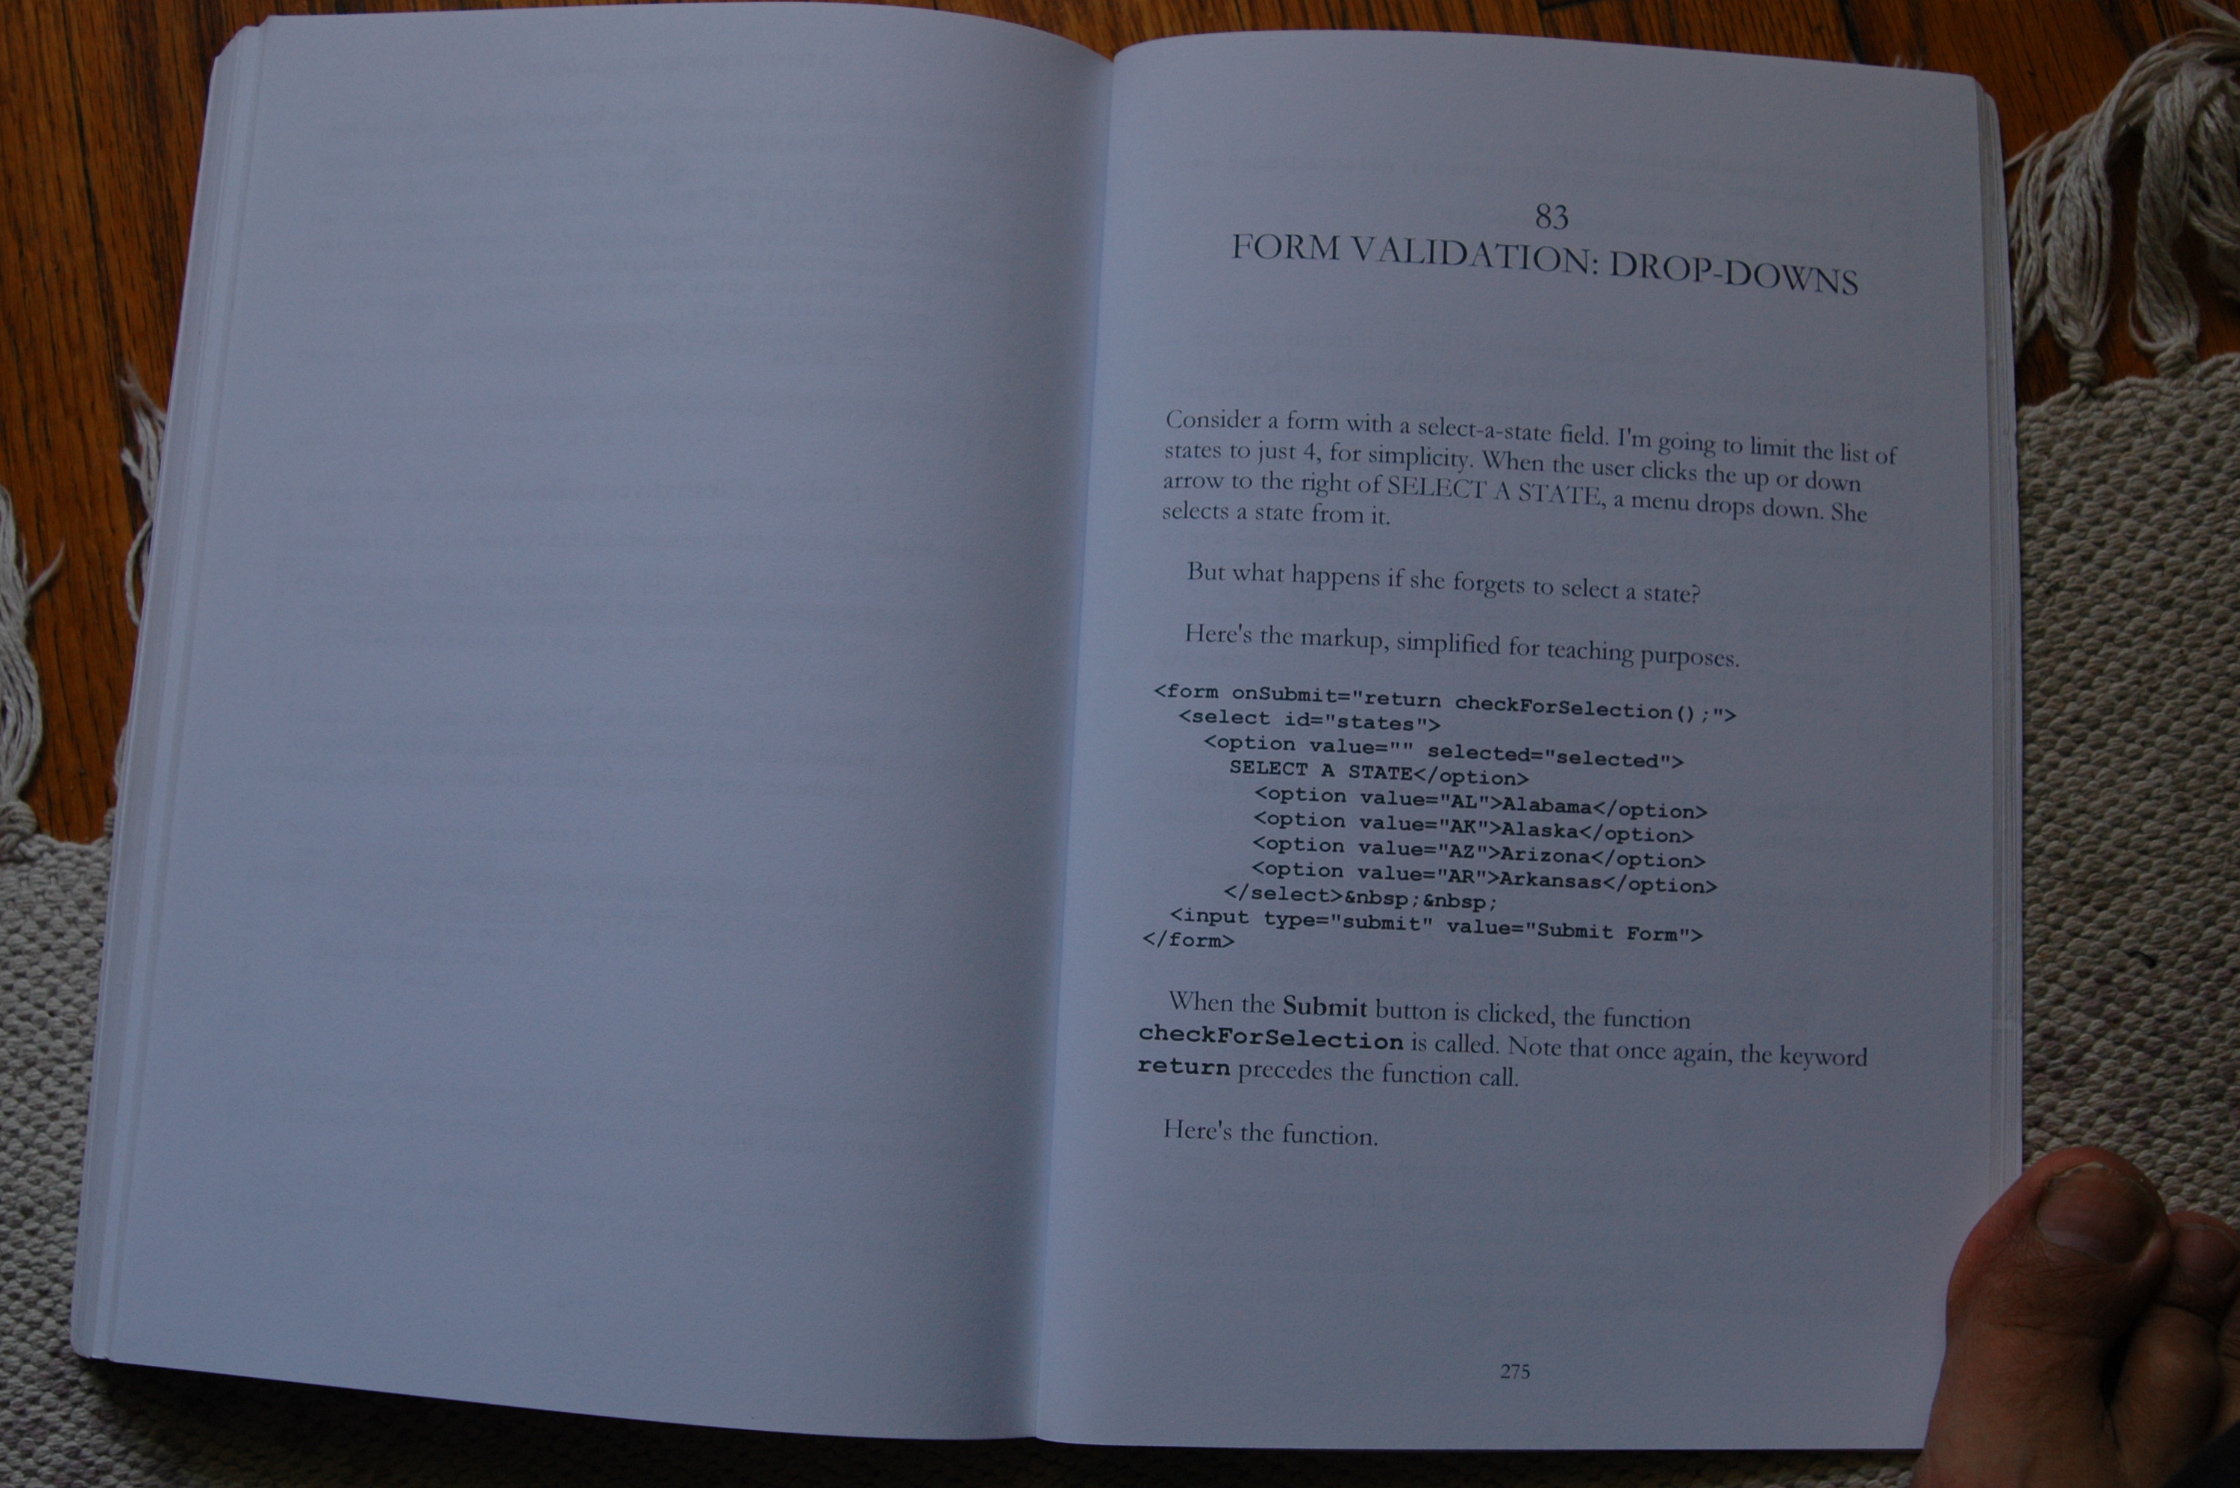 83
FORM VALIDATION: DROP-DOWNS
Consider a form with a select-a-state field. I'm going to limit the list of
states to just 4, for simplicity. When the user clicks the up or down
arrow to the right of SELECT A STATE, a menu drops down. She
selects a state from it.
But what happens if she forgets to select a state?
Here's the markup, simplified for teaching purposes.
<form onSubmit="return checkForSelection();">
<select id="states">
<option value="" selected="selected">
SELECT A STATE</option>
<option value="AL">Alabama</option>
<option value="AK">Alaska</option>
<option value="AZ">Arizona</option>
<option value="AR">Arkansas</option>
</select>&nbsp;&nbsp;
<input type="submit" value="Submit Form">
</form>
When the Submit button is clicked, the function
checkForSelection is called. Note that once again, the keyword
return precedes the function call.
Here's the function.
275